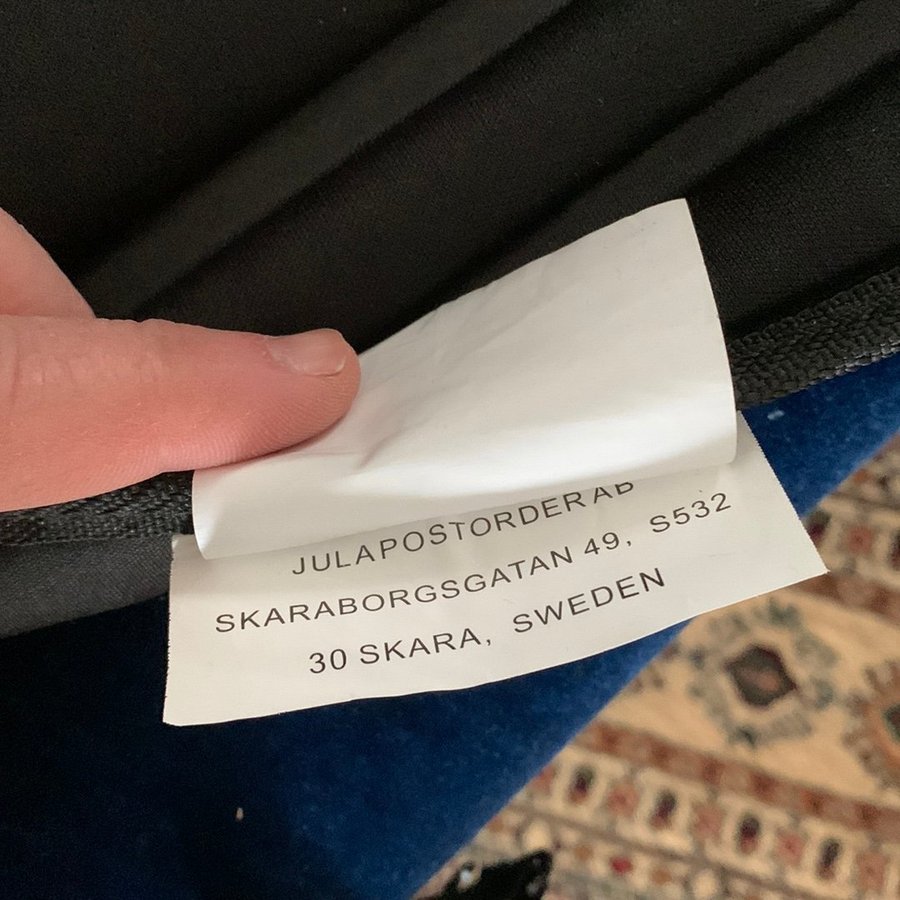 JULAPOSTORDER AB
SKARABORGSGATAN 49, S532
30 SKARA, SWEDEN